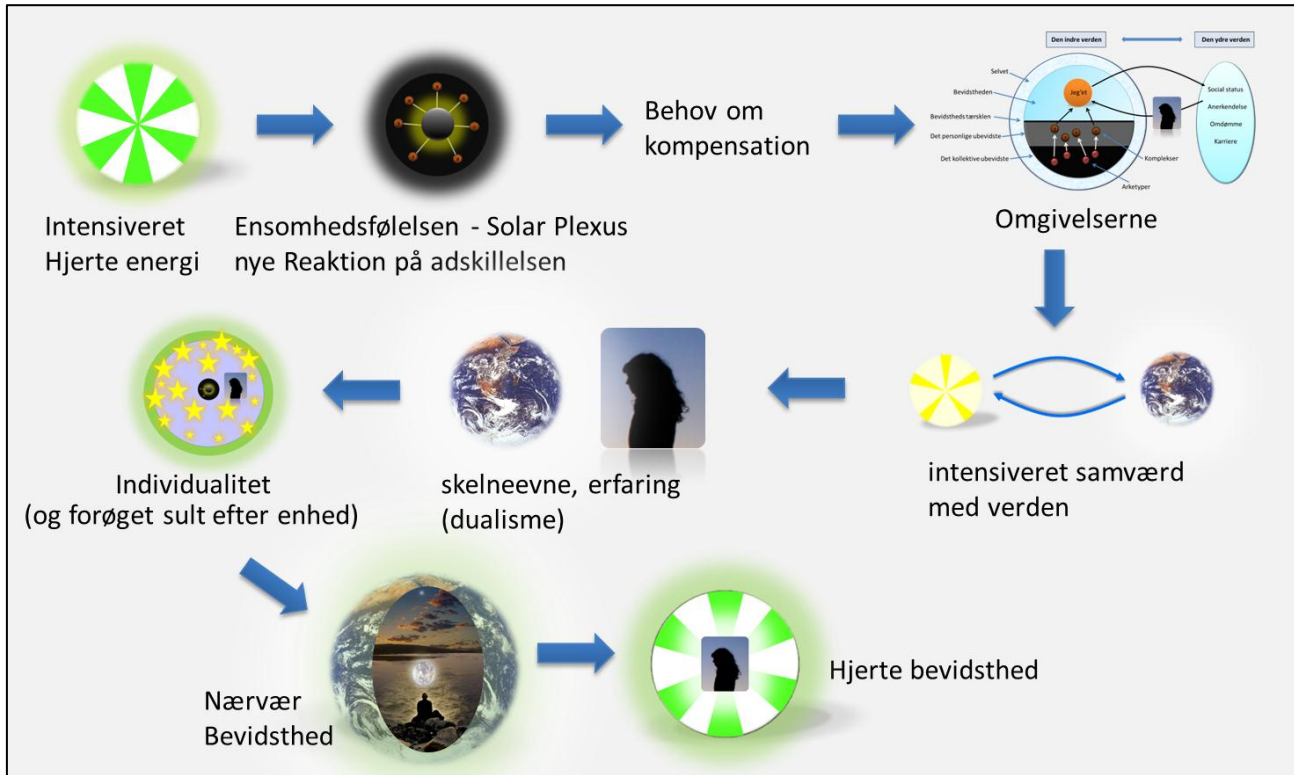 Intensiveret
Hjerte energi
Ensomhedsfølelsen - Solar Plexus
nye Reaktion på adskillelsen
Behov om
kompensation
Den indre verden
Den ydre verden
Selvet
Bevidstheden
Bevidstheds tærsklen
Det personlige ubevidste
Det kollektive ubevidste
Jeg'et
Social status
Anerkendelse
Omdømme
Karriere
Komplekser
Arketyper
Omgivelserne
Individualitet
(og forøget sult efter enhed)
skelneevne, erfaring
(dualisme)
intensiveret samværd
med verden
Nærvær
Bevidsthed
Hjerte bevidsthed